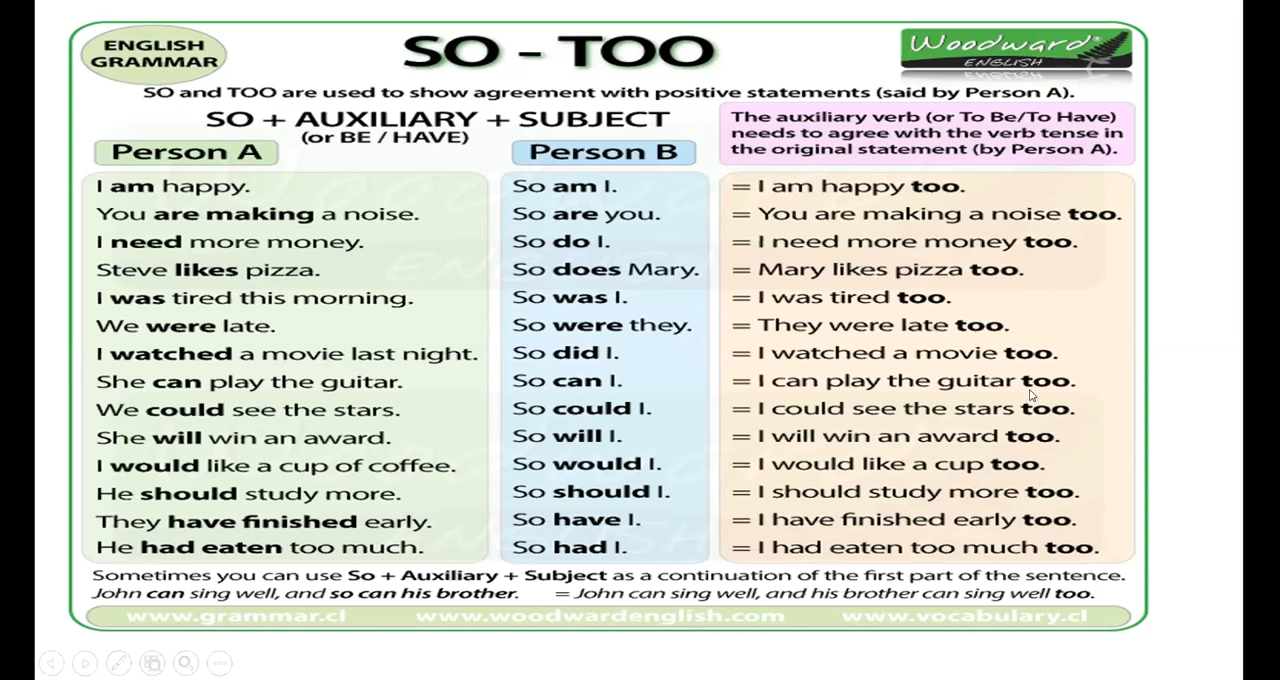 ENGLISH
GRAMMAR
SO - TOO
Woodward®
ENGLISH
SO and TOO are used to show agreement with positive statements (said by Person A).
SO + AUXILIARY + SUBJECT
(or BE / HAVE)
The auxiliary verb (or To Be/To Have)
needs to agree with the verb tense in
the original statement (by Person A).
Person A Person B
I am happy. So am I. = I am happy too.
You are making a noise. So are you. = You are making a noise too.
I need more money. So do I. = I need more money too.
Steve likes pizza. So does Mary. = Mary likes pizza too.
I was tired this morning. So was I. = I was tired too.
We were late. So were they. = They were late too.
I watched a movie last night. So did I. = I watched a movie too.
She can play the guitar. So can I. = I can play the guitar too.
We could see the stars. So could I. = I could see the stars too.
She will win an award. So will I. = I will win an award too.
I would like a cup of coffee. So would I. = I would like a cup too.
He should study more. So should I. = I should study more too.
They have finished early. So have I. = I have finished early too.
He had eaten too much. So had I. = I had eaten too much too.
Sometimes you can use So + Auxiliary + Subject as a continuation of the first part of the sentence.
John can sing well, and so can his brother. = John can sing well, and his brother can sing well too.
www.grammar.cl www.woodwardenglish.com www.vocabulary.cl